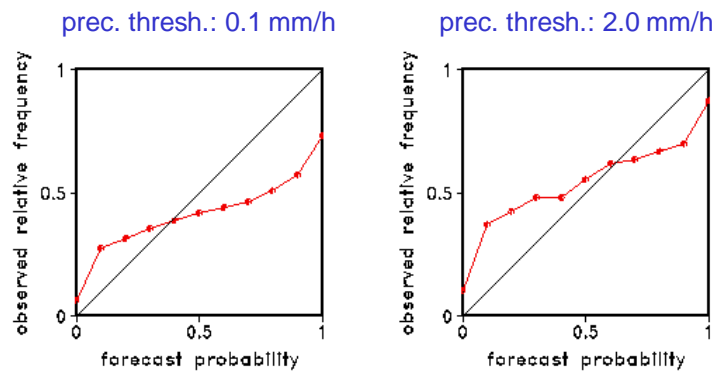 prec. thresh.: 0.1 mm/h
observed relative frequency
1
0.5
0
0
0.5
1
forecast probability
prec. thresh.: 2.0 mm/h
observed relative frequency
1
0.5
0
0
0.5
1
forecast probability